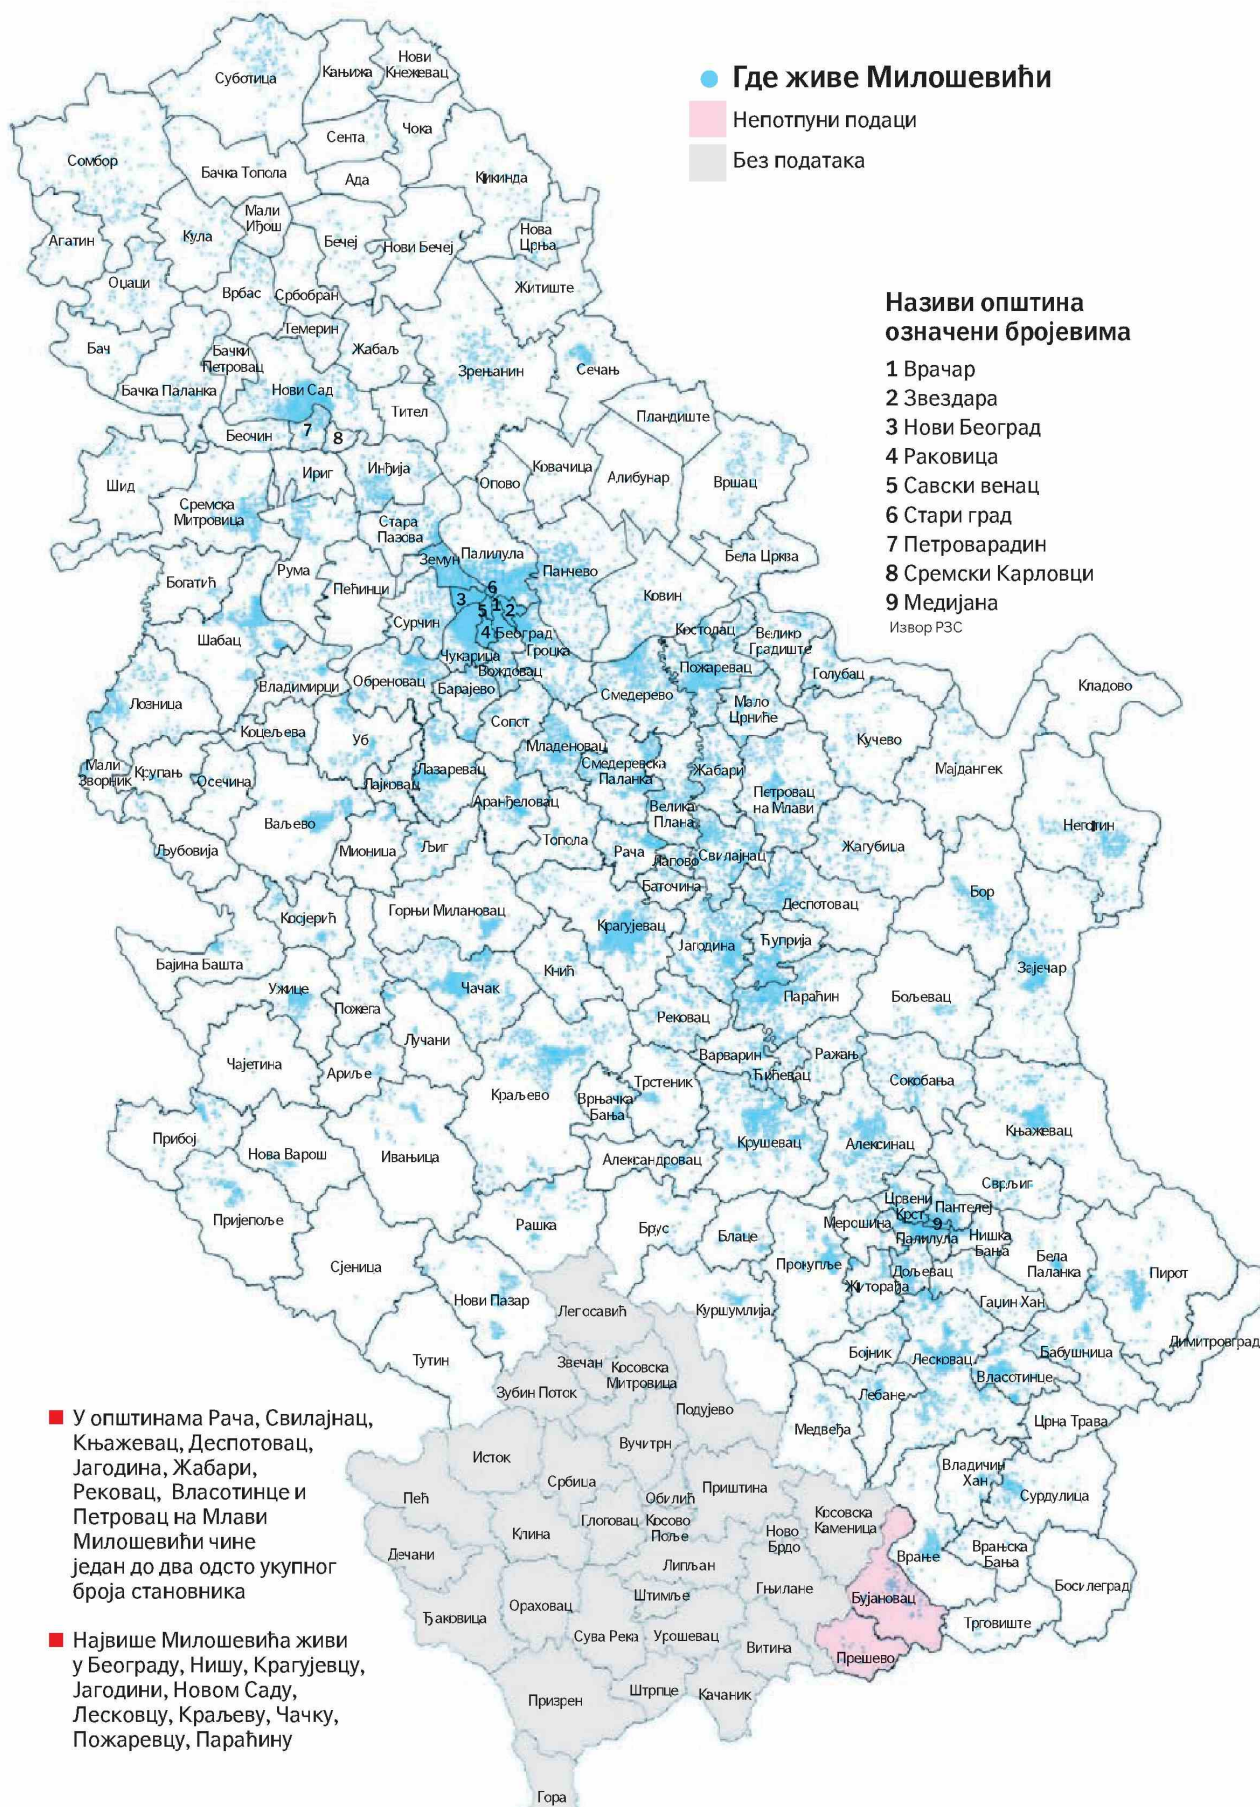 Где живе Милошевићи
Непотпуни подаци
Без података
Називи општина
означени бројевима
1 Врачар
2 Звездара
3 Нови Београд
4 Раковица
5 Савски венац
6 Стари град
7 Петроварадин
8 Сремски Карловци
9 Медијана
Извор РЗС
Суботица
Кањижа
Нови
Кнежевац
Сомбор
Бачка Топола
Сента
Чока
Ада
Кикинда
Мали
Иђош
Агатин
Кула
Бечеј
Нови Бечеј
Нова
Црња
Оџаци
Врбас
Србобран
Житиште
Темерин
Бач
Бачки
Петровац
Жабаљ
Зрењанин
Сечањ
Бачка Паланка
Нови Сад
Тител
Пландиште
7
8
Беочин
Шид
Ириг
Инђија
Опово
Ковачица
Алибунар
Вршац
Сремска
Митровица
Стара
Пазова
Земун
Палилула
Панчево
Бела Црква
Богатић
Рума
Пећинци
Ковин
6
3
1
5
2
4
Београд
Сурчин
Шабац
Чукарица
Гроцка
Вождовац
Костолац
Велико
Градиште
Пожаревац
Голубац
Кладово
Владимирци
Обреновац
Барајево
Смедерево
Мало
Црниће
Лозница
Коцељева
Уб
Сопот
Младеновац
Кучево
Мајдангек
Мали
Зворник
Крупањ
Осечина
Лајковац
Лазаревац
Смедеревска
Паланка
Жабари
Петровац
на Млави
Аранђеловац
Велика
Плана
Ваљево
Неготин
Љубовија
Мионица
Љиг
Топола
Рача
Лапово
Свилајнац
Жагубица
Баточина
Бор
Косјерић
Горњи Милановац
Деспотовац
Крагујевац
Јагодина
Ћуприја
Бајина Башта
Кнић
Зајечар
Ужице
Чачак
Пожега
Параћин
Бољевац
Рековац
Лучани
Чајетина
Ариље
Варварин
Ражањ
Ћићевац
Сокобања
Краљево
Врњачка
Бања
Трстеник
Прибој
Нова Варош
Ивањица
Крушевац
Алексинац
Књажевац
Александровац
Сврљиг
Пријепоље
Рашка
Брус
Блаце
Мерошина
Црвени
Крст
Пантелеј
9
Палилула
Нишка
Бања
Сјеница
Прокупље
Бела
Паланка
Пирот
Житорађа
Дољевац
Гаџин Хан
Нови Пазар
Куршумлија
Легосавић
Димитровград
Тутин
Бојник
Лесковац
Бабушница
Звечан
Косовска
Митровица
Зубин Поток
Власотинце
Лебане
Подујево
Медвеђа
Црна Трава
Вучитрн
Исток
Владичин
Хан
Србица
Приштина
Сурдулица
Пећ
Обилић
Косовска
Каменица
Глоговац
Косово
Поље
Клина
Ново
Брдо
Дечани
Врање
Врањска
Бања
Липљан
Гњилане
Босилеград
Штимље
Бујановац
Ђаковица
Ораховац
Трговиште
Сува Река
Урошевац
Витина
Прешево
Призрен
Штрпце
Качаник
Гора
У општинама Рача, Свилајнац,
Књажевац, Деспотовац,
Јагодина, Жабари,
Рековац, Власотинце и
Петровац на Млави
Милошевићи чине
један до два одсто укупног
броја становника
Највише Милошевића живи
у Београду, Нишу, Крагујевцу,
Јагодини, Новом Саду,
Лесковцу, Краљеву, Чачку,
Пожаревцу, Параћину